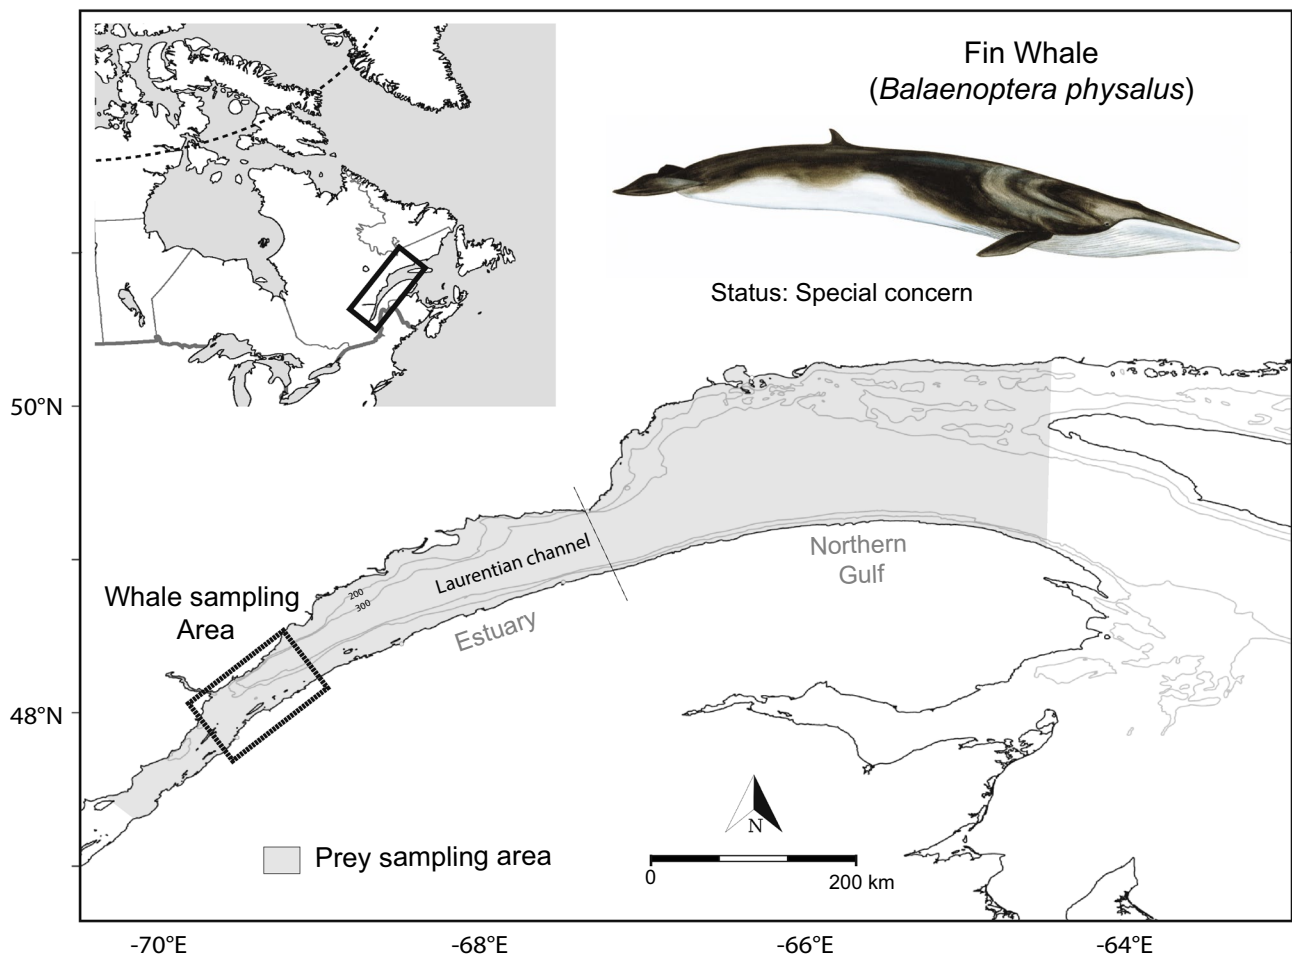 Fin Whale
(Balaenoptera physalus)
Status: Special concern
50°N
Laurentian channel
Northern
Gulf
200
300
Whale sampling
Area
Estuary
48°N
N
Prey sampling area
0
200 km
-70°E
-68°E
-66°E
-64°E